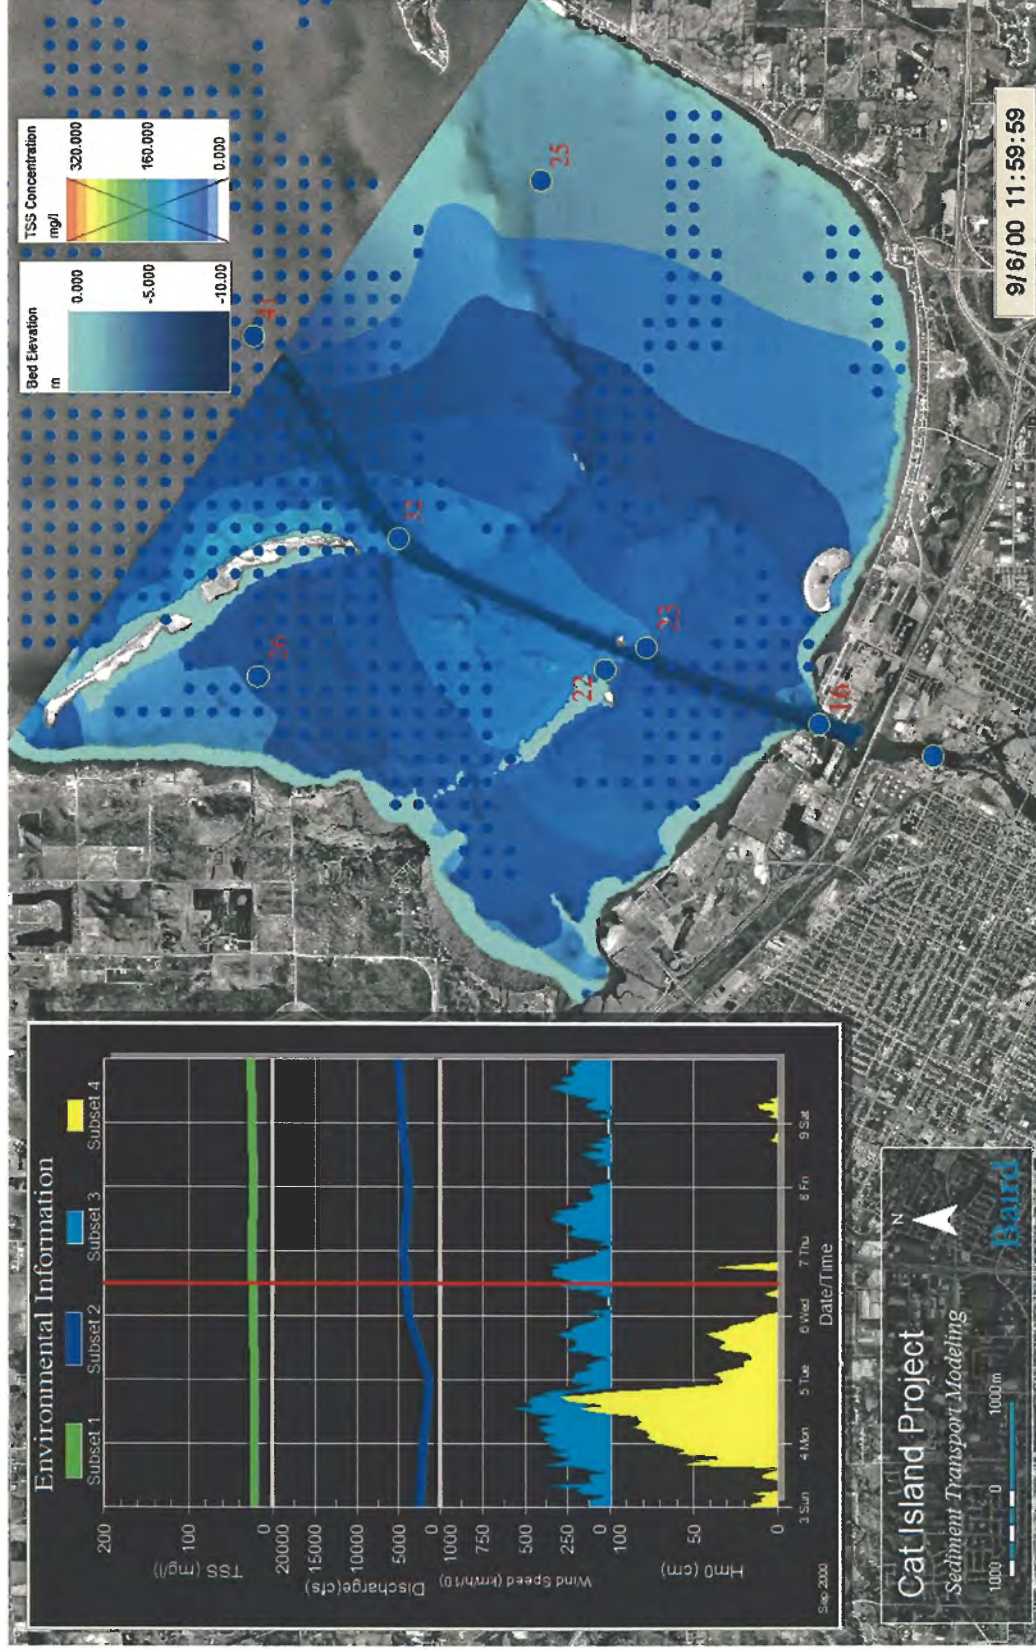 Environmental Information
Subset 1
Subset 2
Subset 3
Subset 4
200
100
0
TSS (mg/l)
20000
15000
5000
0
Discharge(cfs)
1000
750
500
250
0
Wind Speed (km/h/10)
100
50
0
Hm0 (cm)
Sep 2000
3 Sun
4 Mon
5 Tue
6 Wed
7 Thu
8 Fri
9 Sat
Date/Time
Cat Island Project
Sediment Transport Modeling
1000
0
1000m
N
Baird
Bed Elevation
m
0.000
-5.000
-10.00
TSS Concentration
mg/l
320.000
160.000
0.000
41
26
32
25
22
23
16
9/6/00 11:59:59